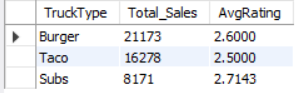 TruckType Total_Sales AvgRating
Burger 21173 2.6000
Taco 16278 2.5000
Subs 8171 2.7143